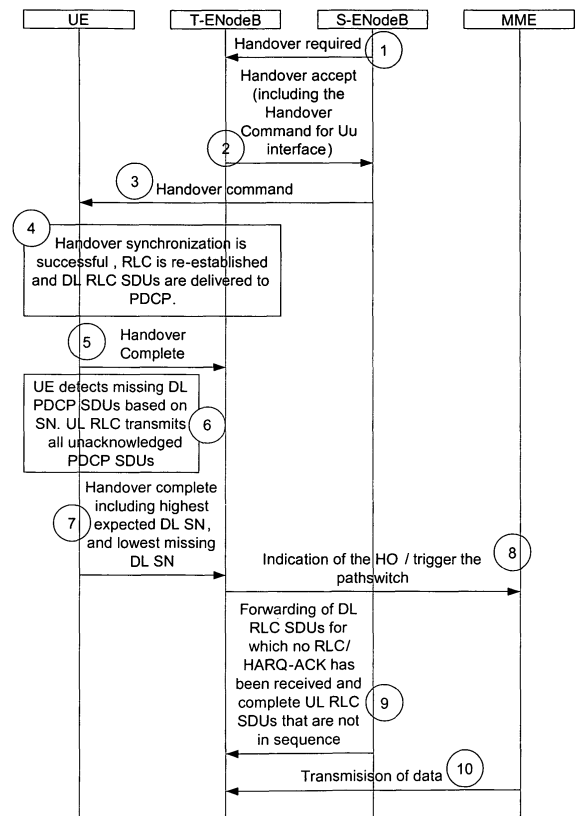 UE
T-ENodeB
S-ENodeB
MME
Handover required
1
Handover accept
(including the
Handover
Command for Uu
interface)
2
3
Handover command
4
Handover synchronization is
successful , RLC is re-established
and DL RLC SDUs are delivered to
PDCP.
5
Handover
Complete
UE defects missing DL
PDCP SDUs based on
SN. UL RLC transmits
all unacknowledged
PDCP SDUs
6
Handover complete
including highest
expected DL SN,
and lowest missing
DL SN
7
Indication of the HO / trigger the
pathswitch
8
Forwarding of DL
RLC SDUs for
which no RLC/
HARQ-ACK has
been received and
complete UL RLC
SDUs that are not
in sequence
9
Transmisison of data
10